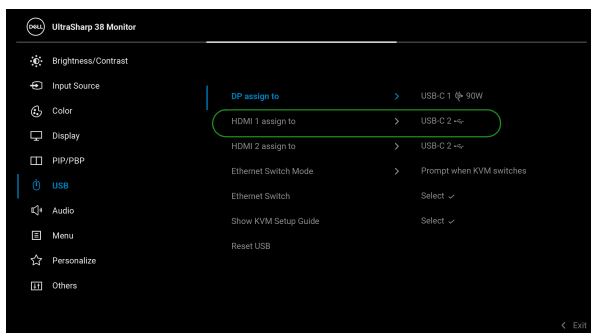 DELL UltraSharp 38 Monitor
Brightness/Contrast
Input Source
Color
Display
PIP/PBP
USB
Audio
Menu
Personalize
Others
DP assign to > USB-C 1 90W
HDMI 1 assign to > USB-C 2
HDMI 2 assign to > USB-C 2
Ethernet Switch Mode > Prompt when KVM switches
Ethernet Switch Select ✓
Show KVM Setup Guide Select ✓
Reset USB
< Exit